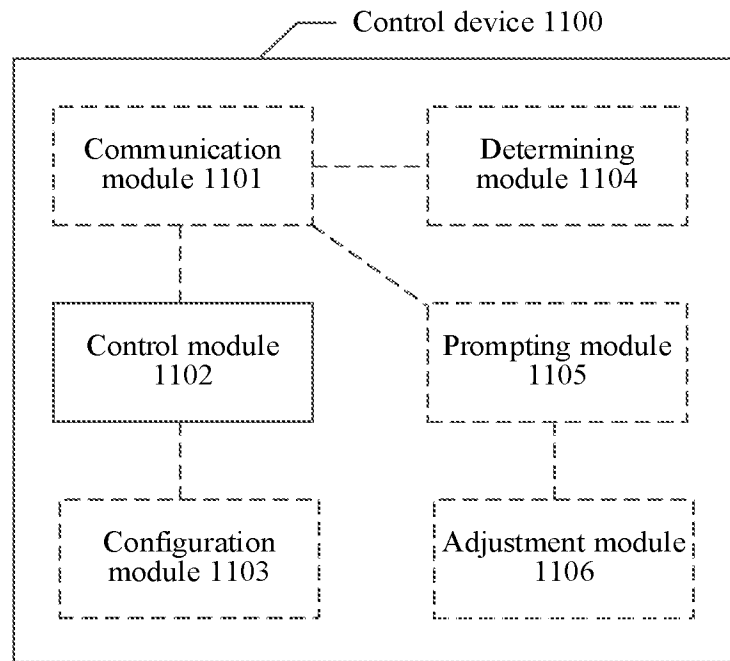 Control device 1100
Communication
module 1101
Determining
module 1104
Control module
1102
Prompting module
1105
Configuration
module 1103
Adjustment module
1106